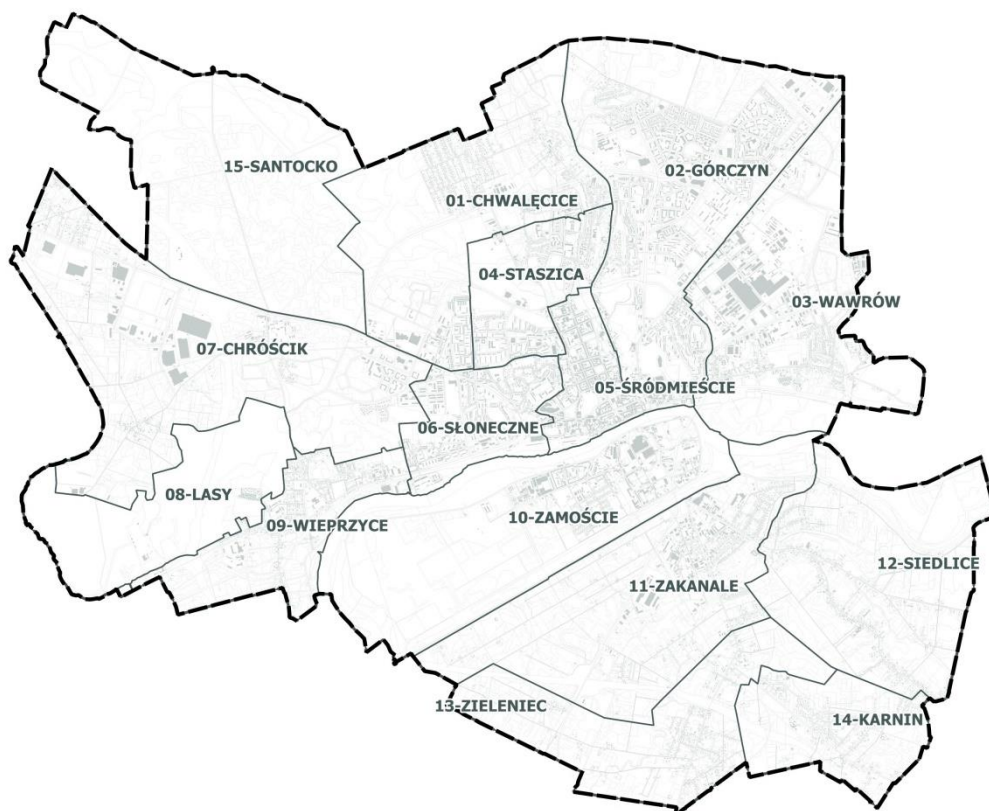 15-SANTOCKO
02-GÓRCZYN
01-CHWALĘCICE
04-STASZICA
03-WAWRÓW
07-CHRÓŚCIK
05-ŚRÓDMIEŚCIE
06-SŁONECZNE
08-LASY
10-ZAMOŚCIE
09-WIEPRZYCE
12-SIEDLICE
11-ZAKANALE
13-ZIELENIEC
14-KARNIN